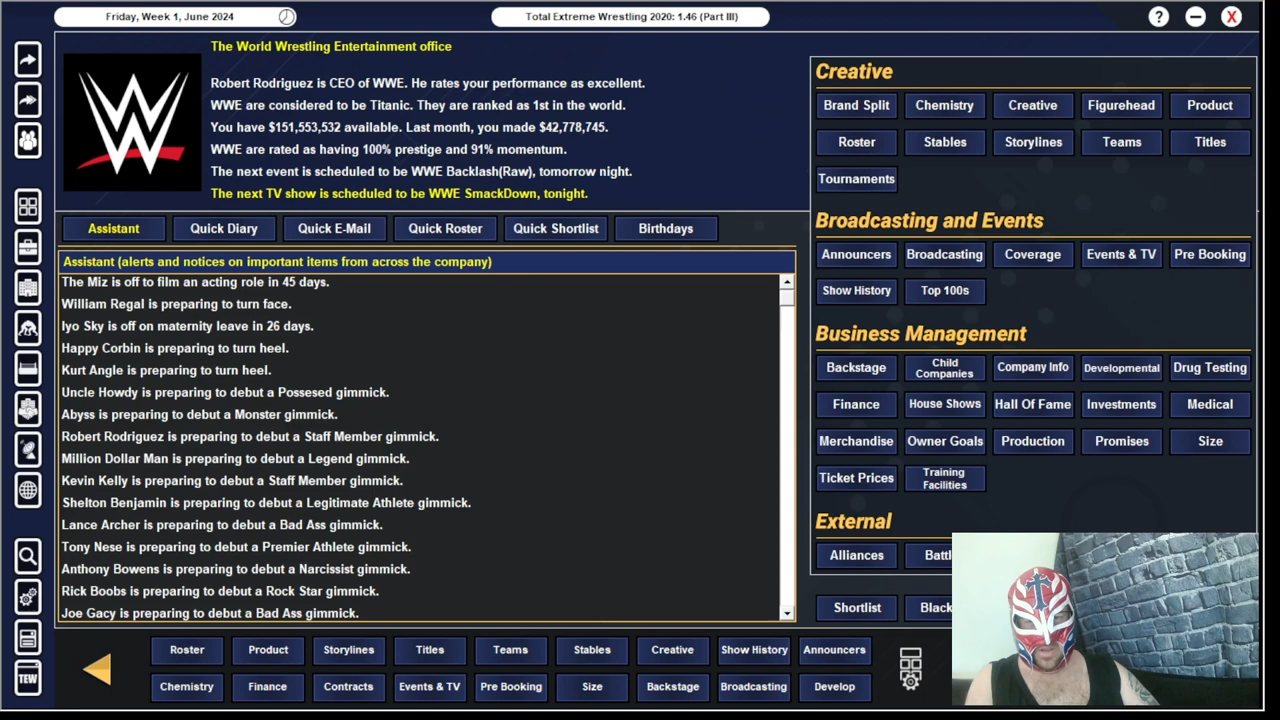 Friday, Week 1, June 2024
Total Extreme Wrestling 2020: 1.46 (Part III)
?
X
The World Wrestling Entertainment office
Robert Rodriguez is CEO of WWE. He rates your performance as excellent.
WWE are considered to be Titanic. They are ranked as 1st in the world.
You have $151,553,532 available. Last month, you made $42,778,745.
WWE are rated as having 100% prestige and 91% momentum.
The next event is scheduled to be WWE Backlash(Raw), tomorrow night.
The next TV show is scheduled to be WWE SmackDown, tonight.
Assistant Quick Diary Quick E-Mail Quick Roster Quick Shortlist Birthdays
Assistant (alerts and notices on important items from across the company)
The Miz is off to film an acting role in 45 days.
William Regal is preparing to turn face.
Iyo Sky is off on maternity leave in 26 days.
Happy Corbin is preparing to turn heel.
Kurt Angle is preparing to turn heel.
Uncle Howdy is preparing to debut a Possesed gimmick.
Abyss is preparing to debut a Monster gimmick.
Robert Rodriguez is preparing to debut a Staff Member gimmick.
Million Dollar Man is preparing to debut a Legend gimmick.
Kevin Kelly is preparing to debut a Staff Member gimmick.
Shelton Benjamin is preparing to debut a Legitimate Athlete gimmick.
Lance Archer is preparing to debut a Bad Ass gimmick.
Tony Nese is preparing to debut a Premier Athlete gimmick.
Anthony Bowens is preparing to debut a Narcissist gimmick.
Rick Boobs is preparing to debut a Rock Star gimmick.
Joe Gacy is preparing to debut a Bad Ass gimmick.
Creative
Brand Split Chemistry Creative Figurehead Product
Roster Stables Storylines Teams Titles
Tournaments
Broadcasting and Events
Announcers Broadcasting Coverage Events & TV Pre Booking
Show History Top 100s
Business Management
Backstage Child Companies Company Info Developmental Drug Testing
Finance House Shows Hall Of Fame Investments Medical
Merchandise Owner Goals Production Promises Size
Ticket Prices Training Facilities
External
Alliances Battl
Shortlist Black
Roster Product Storylines Titles Teams Stables Creative Show History Announcers
Chemistry Finance Contracts Events & TV Pre Booking Size Backstage Broadcasting Develop
TEW